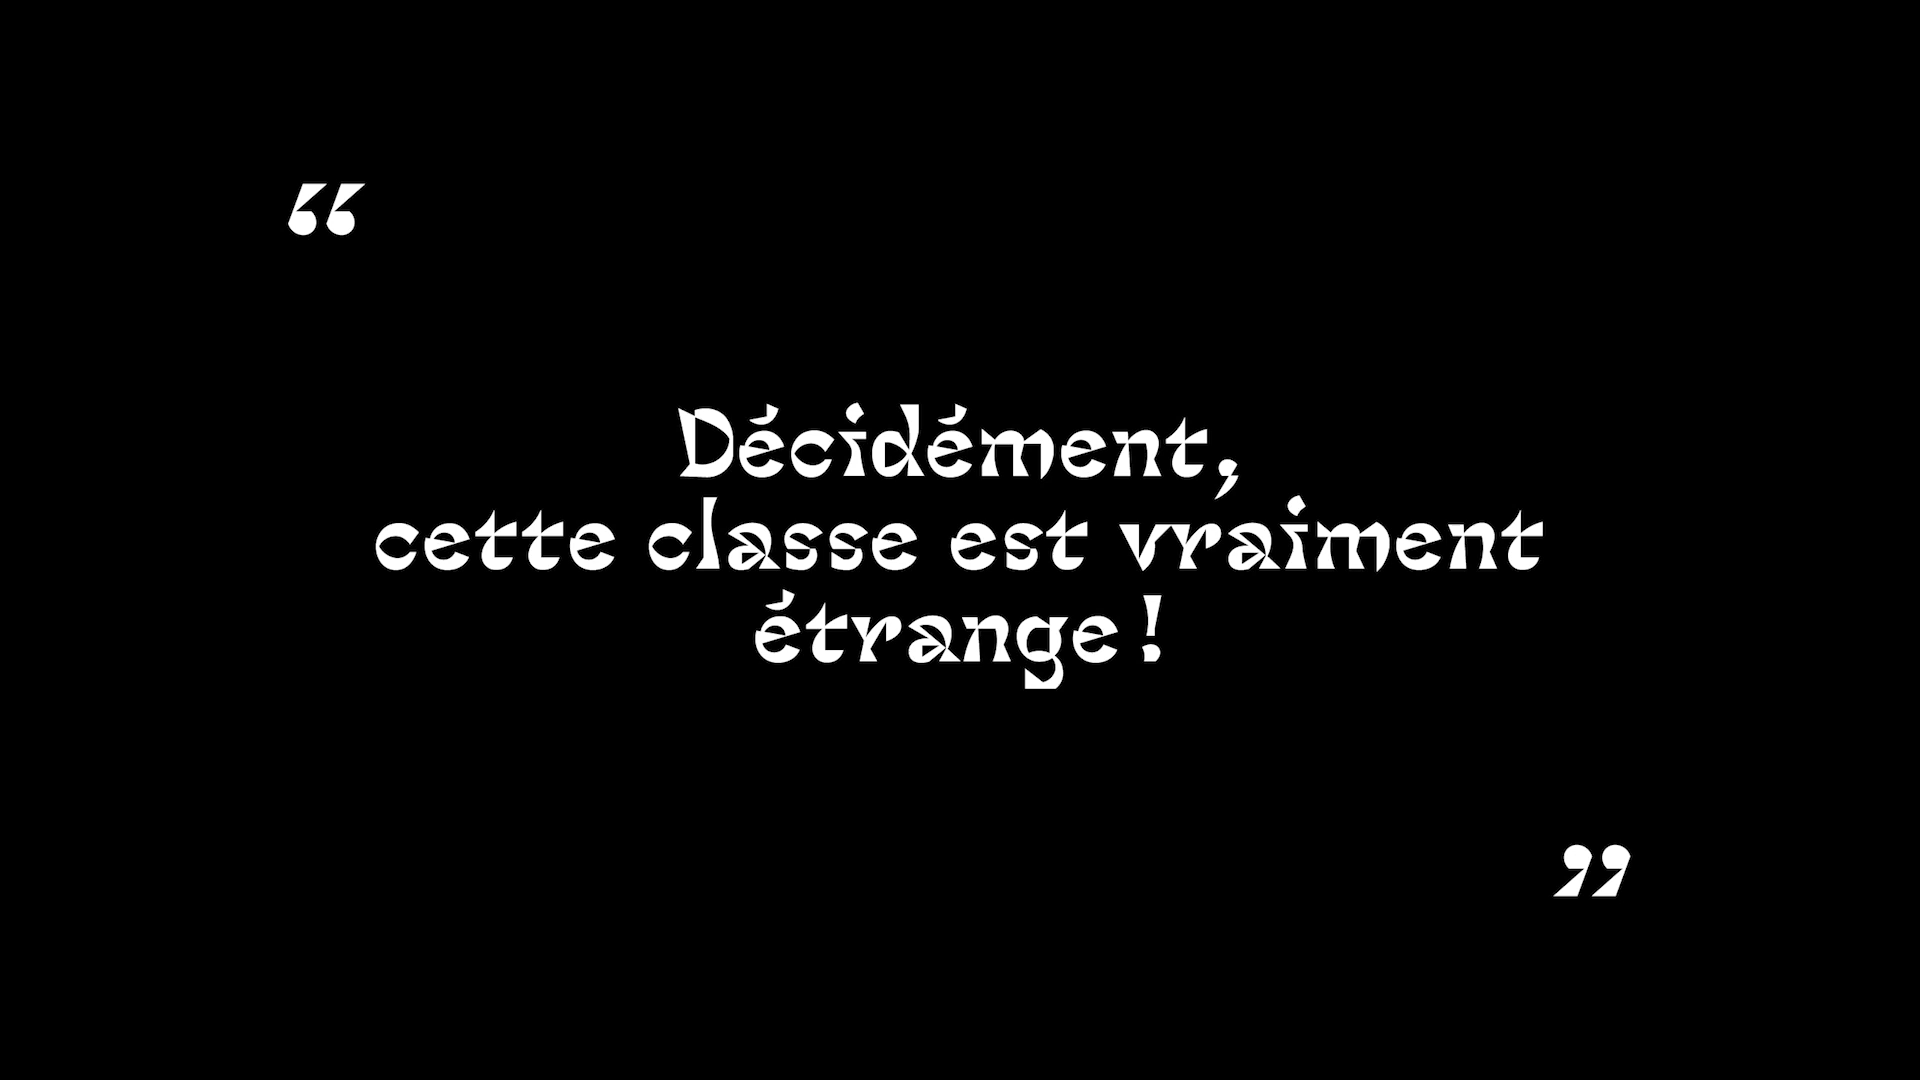 “
Décidément,
cette classe est vraiment
étrange !
”